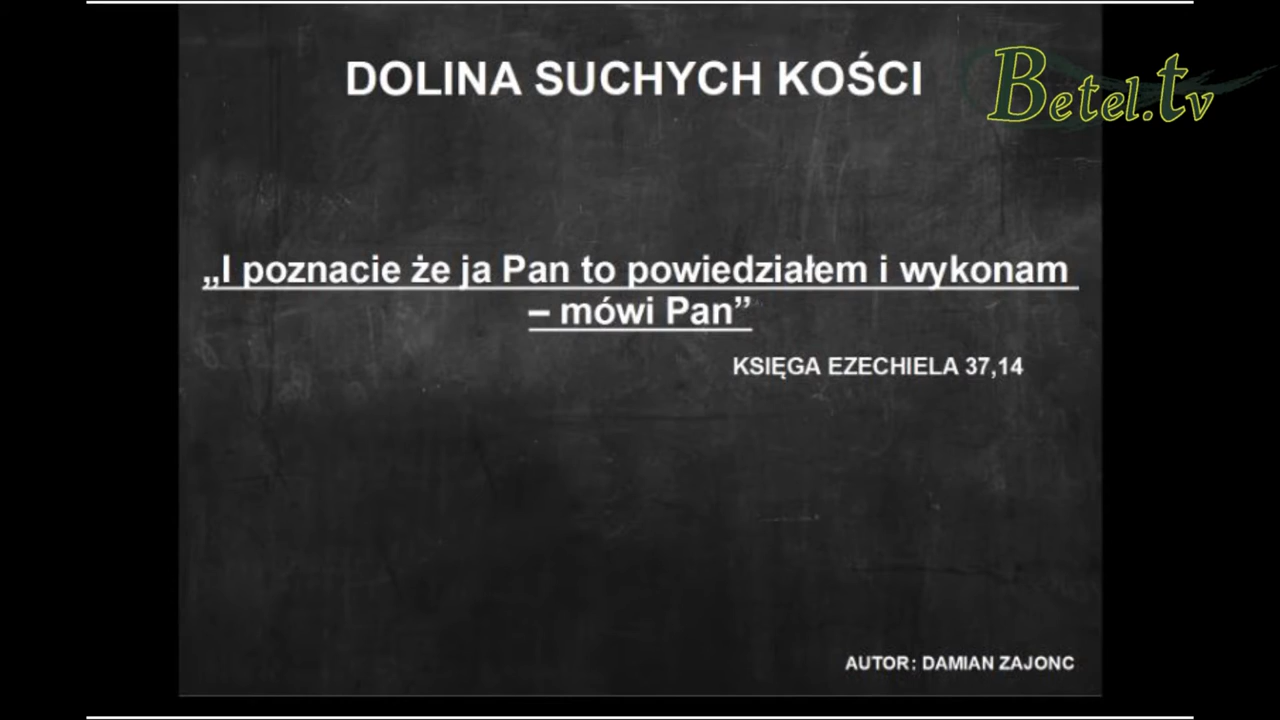 DOLINA SUCHYCH KOŚCI
Betel.tv
„I poznacie że ja Pan to powiedziałem i wykonam
– mówi Pan”
KSIĘGA EZECHIELA 37,14
AUTOR: DAMIAN ZAJONC